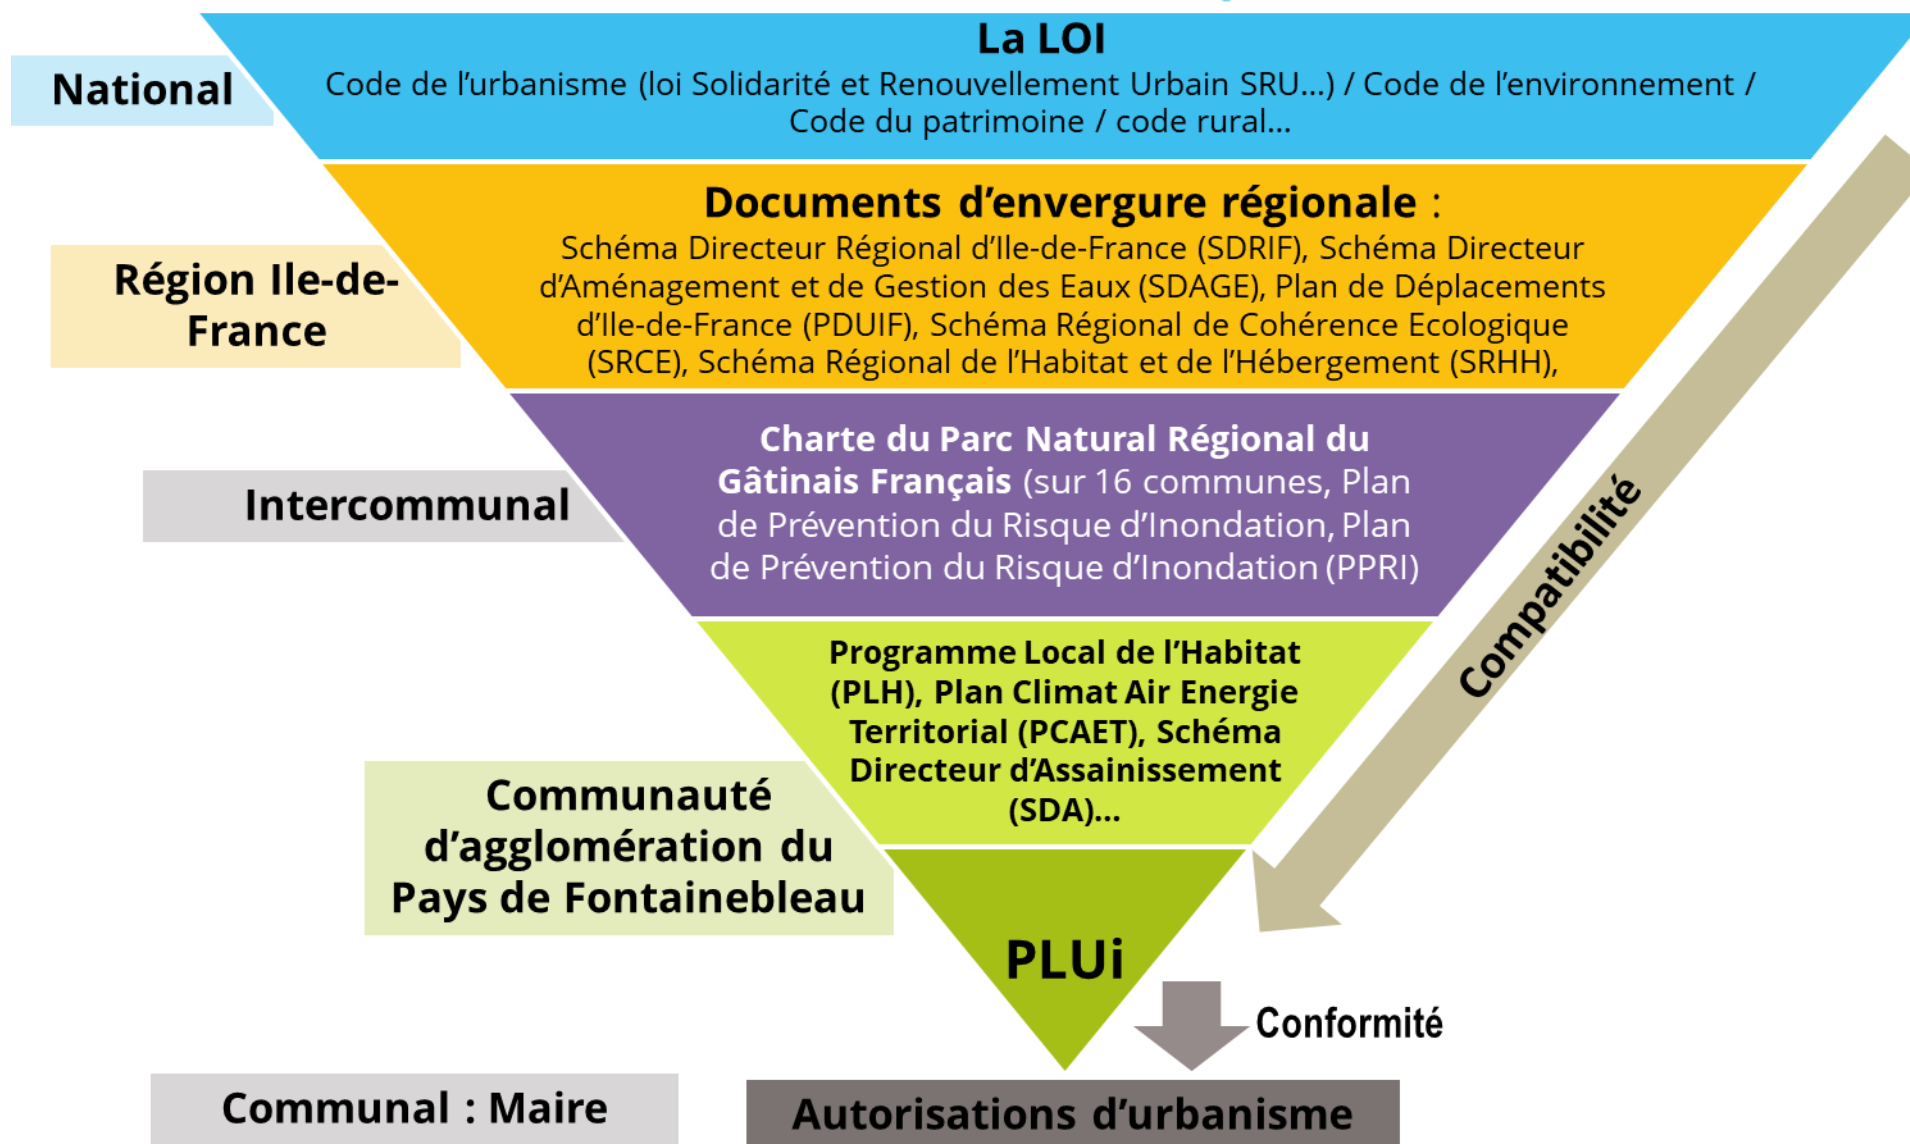 La LOI
National
Code de l’urbanisme (loi Solidarité et Renouvellement Urbain SRU…) / Code de l’environnement /
Code du patrimoine / code rural…
Documents d’envergure régionale :
Région Ile-de-
France
Schéma Directeur Régional d’Ile-de-France (SDRIF), Schéma Directeur
d’Aménagement et de Gestion des Eaux (SDAGE), Plan de Déplacements
d’Ile-de-France (PDUIF), Schéma Régional de Cohérence Ecologique
(SRCE), Schéma Régional de l’Habitat et de l’Hébergement (SRHH),
Intercommunal
Charte du Parc Natural Régional du
Gâtinais Français (sur 16 communes, Plan
de Prévention du Risque d’Inondation, Plan
de Prévention du Risque d’Inondation (PPRI)
Compatibilité
Communauté
d’agglomération du
Pays de Fontainebleau
Programme Local de l’Habitat
(PLH), Plan Climat Air Energie
Territorial (PCAET), Schéma
Directeur d’Assainissement
(SDA)…
PLUi
Conformité
Communal : Maire
Autorisations d’urbanisme